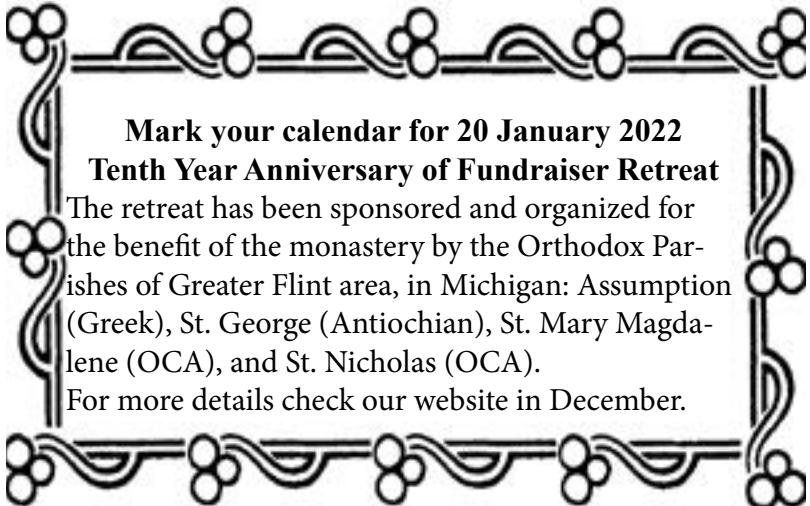 Mark your calendar for 20 January 2022
Tenth Year Anniversary of Fundraiser Retreat
The retreat has been sponsored and organized for
the benefit of the monastery by the Orthodox Par-
ishes of Greater Flint area, in Michigan: Assumption
(Greek), St. George (Antiochian), St. Mary Magda-
lene (OCA), and St. Nicholas (OCA).
For more details check our website in December.